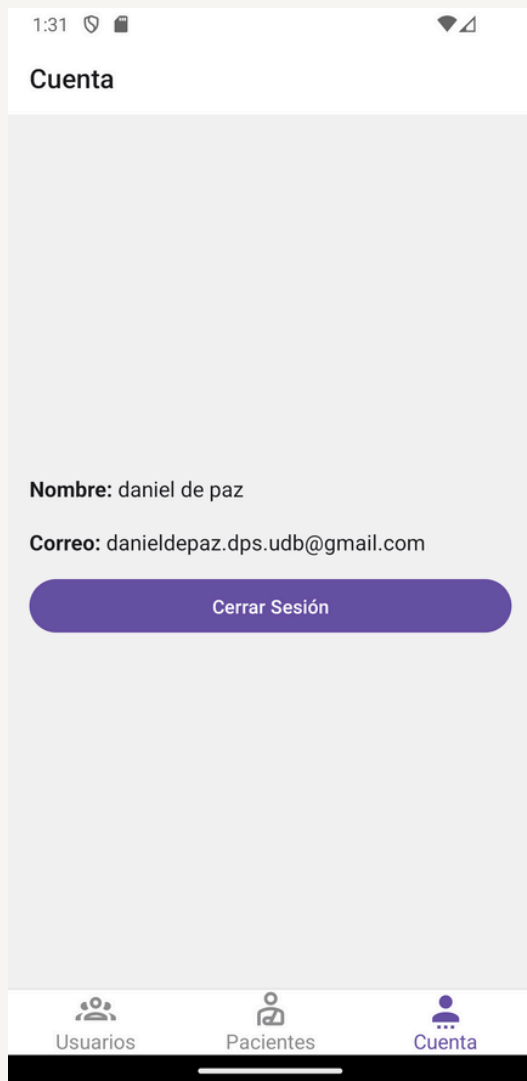 1:31
Cuenta
Nombre: daniel de paz
Correo: danieldepaz.dps.udb@gmail.com
Cerrar Sesión
Usuarios Pacientes Cuenta